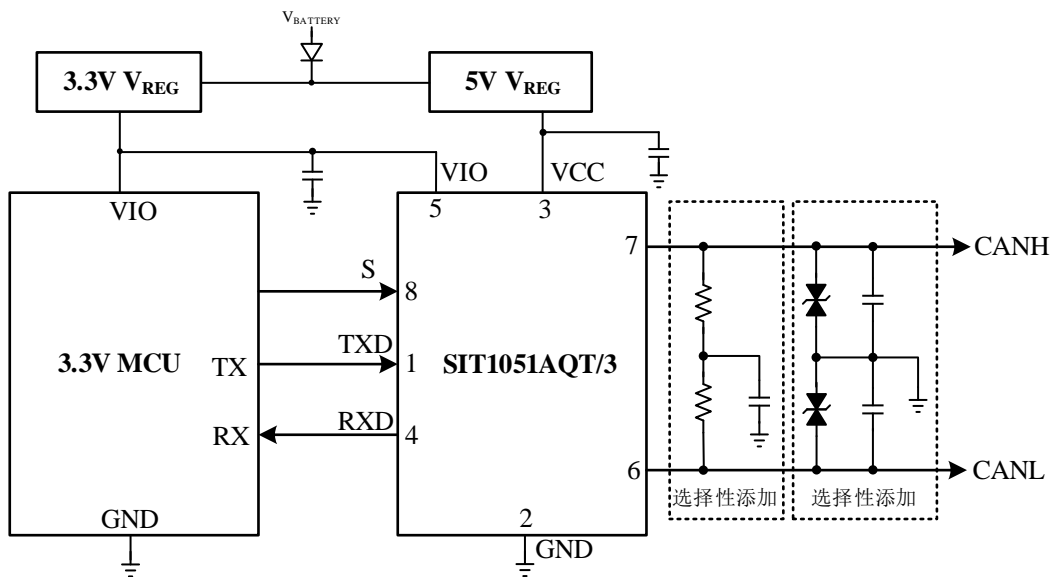 VBATTERY
3.3V VREG
5V VREG
VIO
VCC
VIO
5
3
7
CANH
S
8
3.3V MCU
TX
TXD
1
SIT1051AQT/3
RX
RXD
4
6
CANL
选择性添加
选择性添加
GND
2
GND